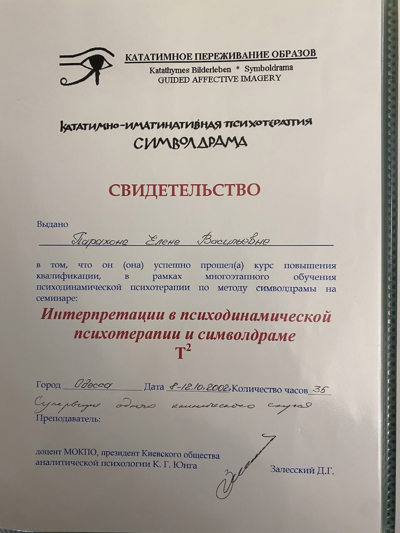 КАТАТИМНОЕ ПЕРЕЖИВАНИЕ ОБРАЗОВ
Katathymes Bilderleben * Symboldrama
GUIDED AFFECTIVE IMAGERY
КАТАТИМНО-ИМАГИНАТИВНАЯ ПСИХОТЕРАПИЯ
СИМВОЛДРАМА
СВИДЕТЕЛЬСТВО
Выдано
Парахоне Елене Васильевне
в том, что он (она) успешно прошел(а) курс повышения
квалификации, в рамках многоэтапного обучения
психодинамической психотерапии по методу символдрамы на
семинаре:
Интерпретации в психодинамической
психотерапии и символдраме
T²
Город Одесса Дата 8-12.10.2002 Количество часов 35
Супервизия одного клинического случая
Преподаватель:
доцент МОКПО, президент Киевского общества
аналитической психологии К. Г. Юнга
Залесский Д.Г.